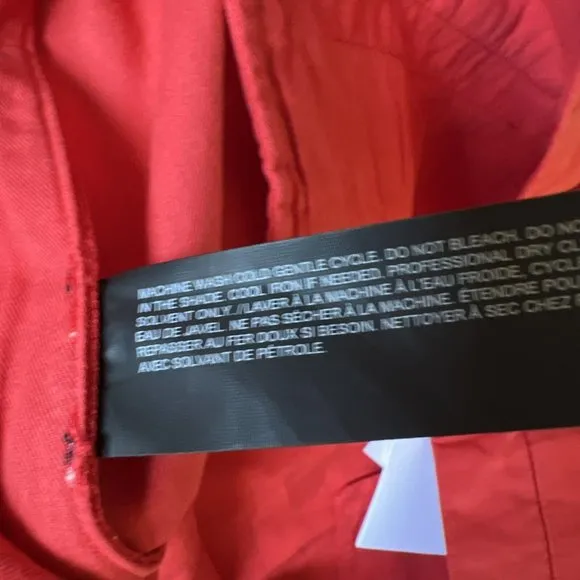 MACHINE WASH COLD GENTLE CYCLE. DO NOT BLEACH. DO NO
IN THE SHADE. COOL IRON IF NEEDED. PROFESSIONAL DRY CL
SOLVENT ONLY. / LAVER À LA MACHINE À L'EAU FROIDE, CYCL
EAU DE JAVEL. NE PAS SÉCHER À LA MACHINE. ÉTENDRE POU
REPASSER AU FER DOUX SI BESOIN. NETTOYER À SEC CHEZ
AVEC SOLVANT DE PÉTROLE.